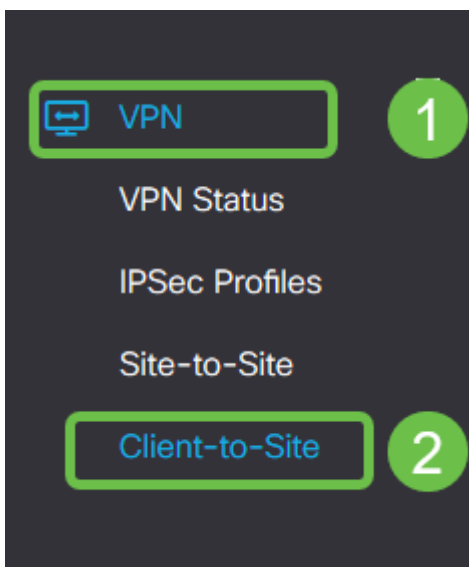 VPN
1
VPN Status
IPSec Profiles
Site-to-Site
Client-to-Site
2